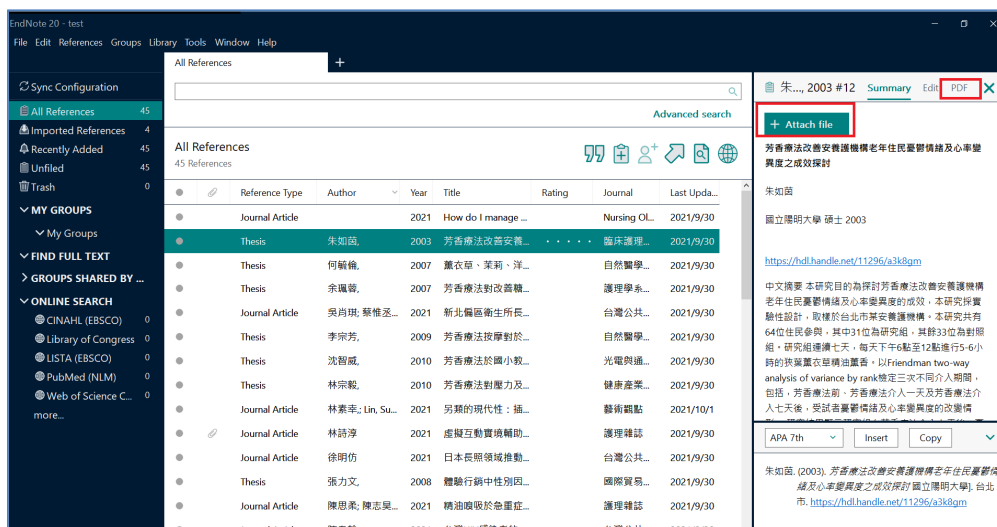 EndNote 20 - test
File Edit References Groups Library Tools Window Help
All References
Sync Configuration
All References 45
Imported References 4
Recently Added 45
Unfiled 45
Trash 0
MY GROUPS
My Groups
FIND FULL TEXT
GROUPS SHARED BY ...
ONLINE SEARCH
CINAHL (EBSCO) 0
Library of Congress 0
LISTA (EBSCO) 0
PubMed (NLM) 0
Web of Science C... 0
more...
Advanced search
All References
45 References
Reference Type Author Year Title Rating Journal Last Upda...
Journal Article 2021 How do I manage ... Nursing Ol... 2021/9/30
Thesis 朱如茵, 2003 芳香療法改善安養... 臨床護理... 2021/9/30
Thesis 何毓倫, 2007 薰衣草、茉莉、洋... 自然醫學... 2021/9/30
Thesis 余珮蓉, 2007 芳香療法對改善糖... 護理學系... 2021/9/30
Journal Article 吳肖琪; 蔡惟丞... 2021 新北偏區衛生所長... 台灣公共... 2021/9/30
Thesis 李宗芳, 2009 芳香療法按摩對於... 自然醫學... 2021/9/30
Thesis 沈智威, 2010 芳香療法於國小教... 光電與通... 2021/9/30
Thesis 林宗毅, 2010 芳香療法對壓力及... 健康產業... 2021/9/30
Journal Article 林素幸,; Lin, Su... 2021 另類的現代性：插... 藝術觀點 2021/10/1
Journal Article 林詩淳 2021 虛擬互動實境輔助... 護理雜誌 2021/9/30
Journal Article 徐明仿 2021 日本長照領域推動... 台灣公共... 2021/9/30
Thesis 張力文, 2008 體驗行銷中性別因... 國際貿易... 2021/9/30
Journal Article 陳思柔; 陳志昊... 2021 精油嗅吸於急重症... 護理雜誌 2021/9/30
朱..., 2003 #12 Summary Edit PDF
+ Attach file
芳香療法改善安養護機構老年住民憂鬱情緒及心率變
異度之成效探討
朱如茵
國立陽明大學 碩士 2003
https://hdl.handle.net/11296/a3k8gm
中文摘要 本研究目的為探討芳香療法改善安養護機構
老年住民憂鬱情緒及心率變異度的成效，本研究採實
驗性設計，取樣於台北市某安養護機構。本研究共有
64位住民參與，其中31位為研究組，其餘33位為對照
組。研究組連續七天，每天下午6點至12點進行5-6小
時的狹葉薰衣草精油薰香。以Friendman two-way
analysis of variance by rank檢定三次不同介入期間，
包括，芳香療法前、芳香療法介入一天及芳香療法介
入七天後，受試者憂鬱情緒及心率變異度的改變情
APA 7th Insert Copy
朱如茵. (2003). 芳香療法改善安養護機構老年住民憂鬱情
緒及心率變異度之成效探討 國立陽明大學]. 台北
市. https://hdl.handle.net/11296/a3k8gm